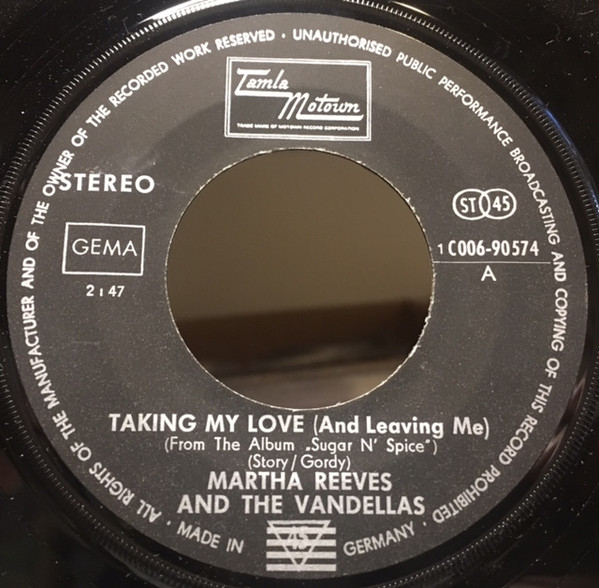 ALL RIGHTS OF THE MANUFACTURER AND OF THE OWNER OF THE RECORDED WORK RESERVED · UNAUTHORISED PUBLIC PERFORMANCE BROADCASTING AND COPYING OF THIS RECORD PROHIBITED ·
Tamla
Motown
TRADE MARK OF MOTOWN RECORD CORPORATION
STEREO
ST 45
GEMA
1 C006-90 574
2:47
A
TAKING MY LOVE (And Leaving Me)
(From The Album „Sugar N' Spice“)
(Story/Gordy)
MARTHA REEVES
AND THE VANDELLAS
MADE IN 45 GERMANY